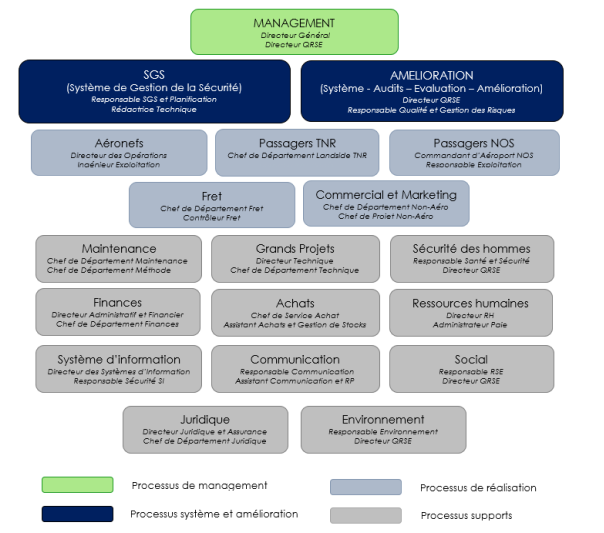 MANAGEMENT
Directeur Général
Directeur QRSE
SGS
(Système de Gestion de la Sécurité)
Responsable SGS et Planification
Rédactrice Technique
AMELIORATION
(Système - Audits – Evaluation – Amélioration)
Directeur QRSE
Responsable Qualité et Gestion des Risques
Aéronefs
Directeur des Opérations
Ingénieur Exploitation
Passagers TNR
Chef de Département Landside TNR
Passagers NOS
Commandant d'Aéroport NOS
Responsable Exploitation
Fret
Chef de Département Fret
Contrôleur Fret
Commercial et Marketing
Chef de Département Non-Aéro
Chef de Projet Non-Aéro
Maintenance
Chef de Département Maintenance
Chef de Département Méthode
Grands Projets
Directeur Technique
Chef de Département Technique
Sécurité des hommes
Responsable Santé et Sécurité
Directeur QRSE
Finances
Directeur Administratif et Financier
Chef de Département Finances
Achats
Chef de Service Achat
Assistant Achats et Gestion de Stocks
Ressources humaines
Directeur RH
Administrateur Paie
Système d'information
Directeur des Systèmes d'Information
Responsable Sécurité SI
Communication
Responsable Communication
Assistant Communication et RP
Social
Responsable RSE
Directeur QRSE
Juridique
Directeur Juridique et Assurance
Chef de Département Juridique
Environnement
Responsable Environnement
Directeur QRSE
Processus de management
Processus de réalisation
Processus système et amélioration
Processus supports